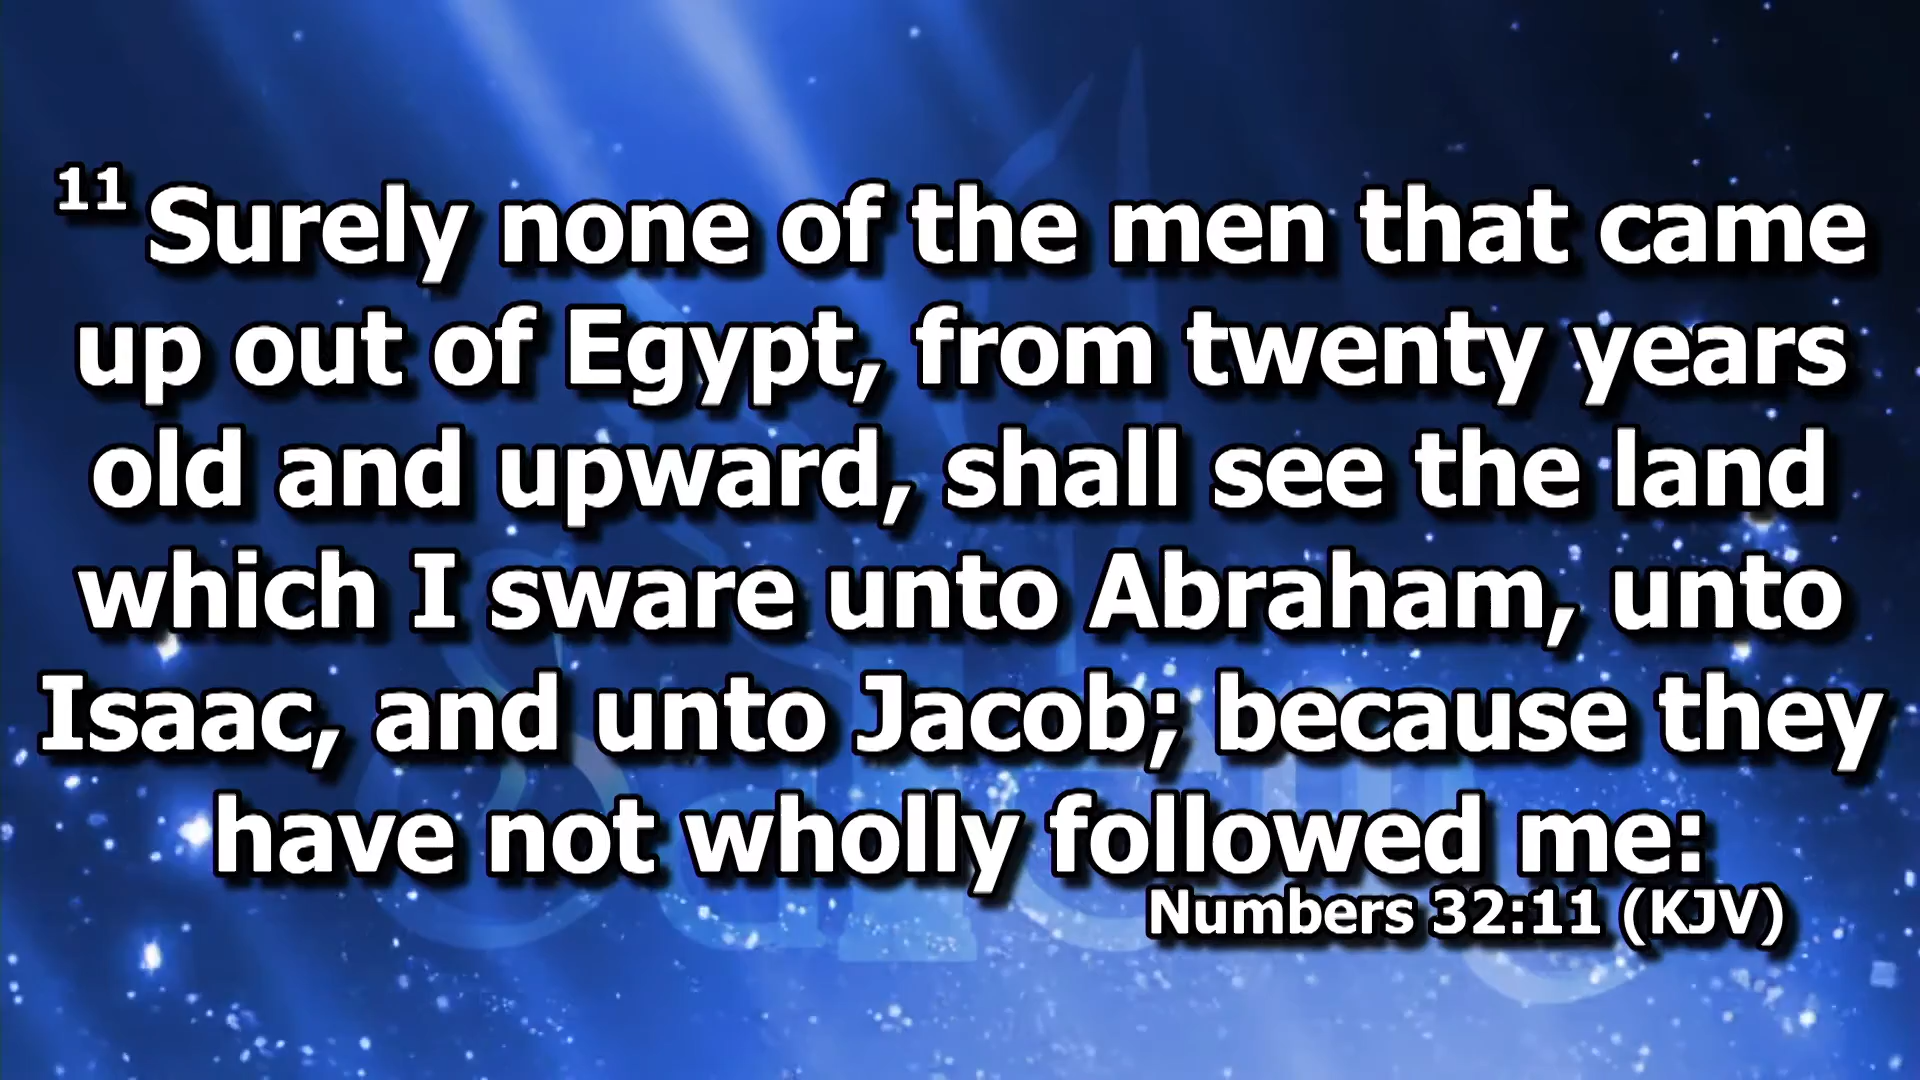 11 Surely none of the men that came
up out of Egypt, from twenty years
old and upward, shall see the land
which I sware unto Abraham, unto
Isaac, and unto Jacob; because they
have not wholly followed me:
Numbers 32:11 (KJV)